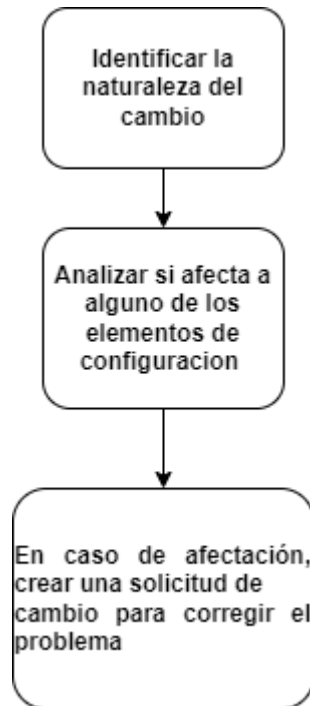 Identificar la
naturaleza del
cambio
Analizar si afecta a
alguno de los
elementos de
configuracion
En caso de afectación,
crear una solicitud de
cambio para corregir el
problema